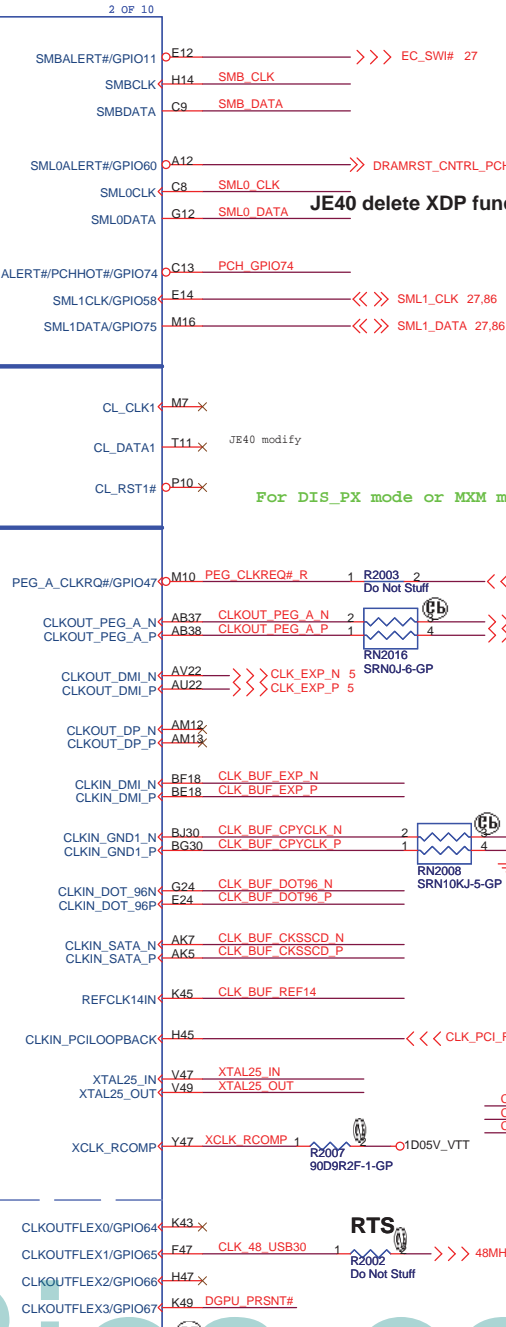 2 OF 10
SMBALERT#/GPIO11 E12 EC_SWI# 27
SMBCLK H14 SMB_CLK
SMBDATA C9 SMB_DATA
SML0ALERT#/GPIO60 A12 DRAMRST_CNTRL_PCH
SML0CLK C8 SML0_CLK
JE40 delete XDP fun
SML0DATA G12 SML0_DATA
ALERT#/PCHHOT#/GPIO74 C13 PCH_GPIO74
SML1CLK/GPIO58 E14 SML1_CLK 27,86
SML1DATA/GPIO75 M16 SML1_DATA 27,86
CL_CLK1 M7
CL_DATA1 T11 JE40 modify
CL_RST1# P10
For DIS_PX mode or MXM m
PEG_A_CLKRQ#/GPIO47 M10 PEG_CLKREQ#_R 1 R2003 2
Do Not Stuff
CLKOUT_PEG_A_N AB37 CLKOUT_PEG_A_N 2 3
CLKOUT_PEG_A_P AB38 CLKOUT_PEG_A_P 1 4
RN2016
SRN0J-6-GP
CLKOUT_DMI_N AV22 CLK_EXP_N 5
CLKOUT_DMI_P AU22 CLK_EXP_P 5
CLKOUT_DP_N AM12
CLKOUT_DP_P AM13
CLKIN_DMI_N BF18 CLK_BUF_EXP_N
CLKIN_DMI_P BE18 CLK_BUF_EXP_P
CLKIN_GND1_N BJ30 CLK_BUF_CPYCLK_N 2 3
CLKIN_GND1_P BG30 CLK_BUF_CPYCLK_P 1 4
RN2008
SRN10KJ-5-GP
CLKIN_DOT_96N G24 CLK_BUF_DOT96_N
CLKIN_DOT_96P E24 CLK_BUF_DOT96_P
CLKIN_SATA_N AK7 CLK_BUF_CKSSCD_N
CLKIN_SATA_P AK5 CLK_BUF_CKSSCD_P
REFCLK14IN K45 CLK_BUF_REF14
CLKIN_PCILOOPBACK H45 CLK_PCI_F
XTAL25_IN V47 XTAL25_IN
XTAL25_OUT V49 XTAL25_OUT
XCLK_RCOMP Y47 XCLK_RCOMP 1 2 1D05V_VTT
R2007
90D9R2F-1-GP
CLKOUTFLEX0/GPIO64 K43 RTS
CLKOUTFLEX1/GPIO65 F47 CLK_48_USB30 1 48MH
R2002
Do Not Stuff
CLKOUTFLEX2/GPIO66 H47
CLKOUTFLEX3/GPIO67 K49 DGPU_PRSNT#